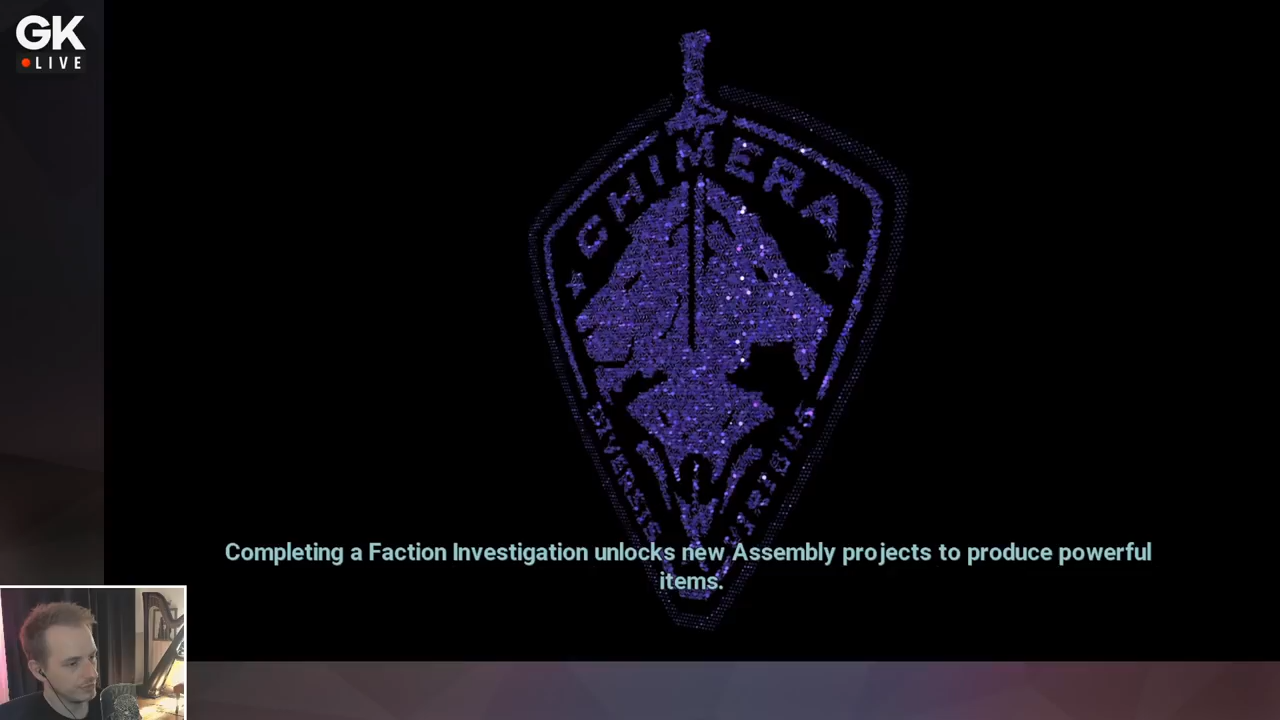 GK
LIVE
CHIMERA
Completing a Faction Investigation unlocks new Assembly projects to produce powerful
items.